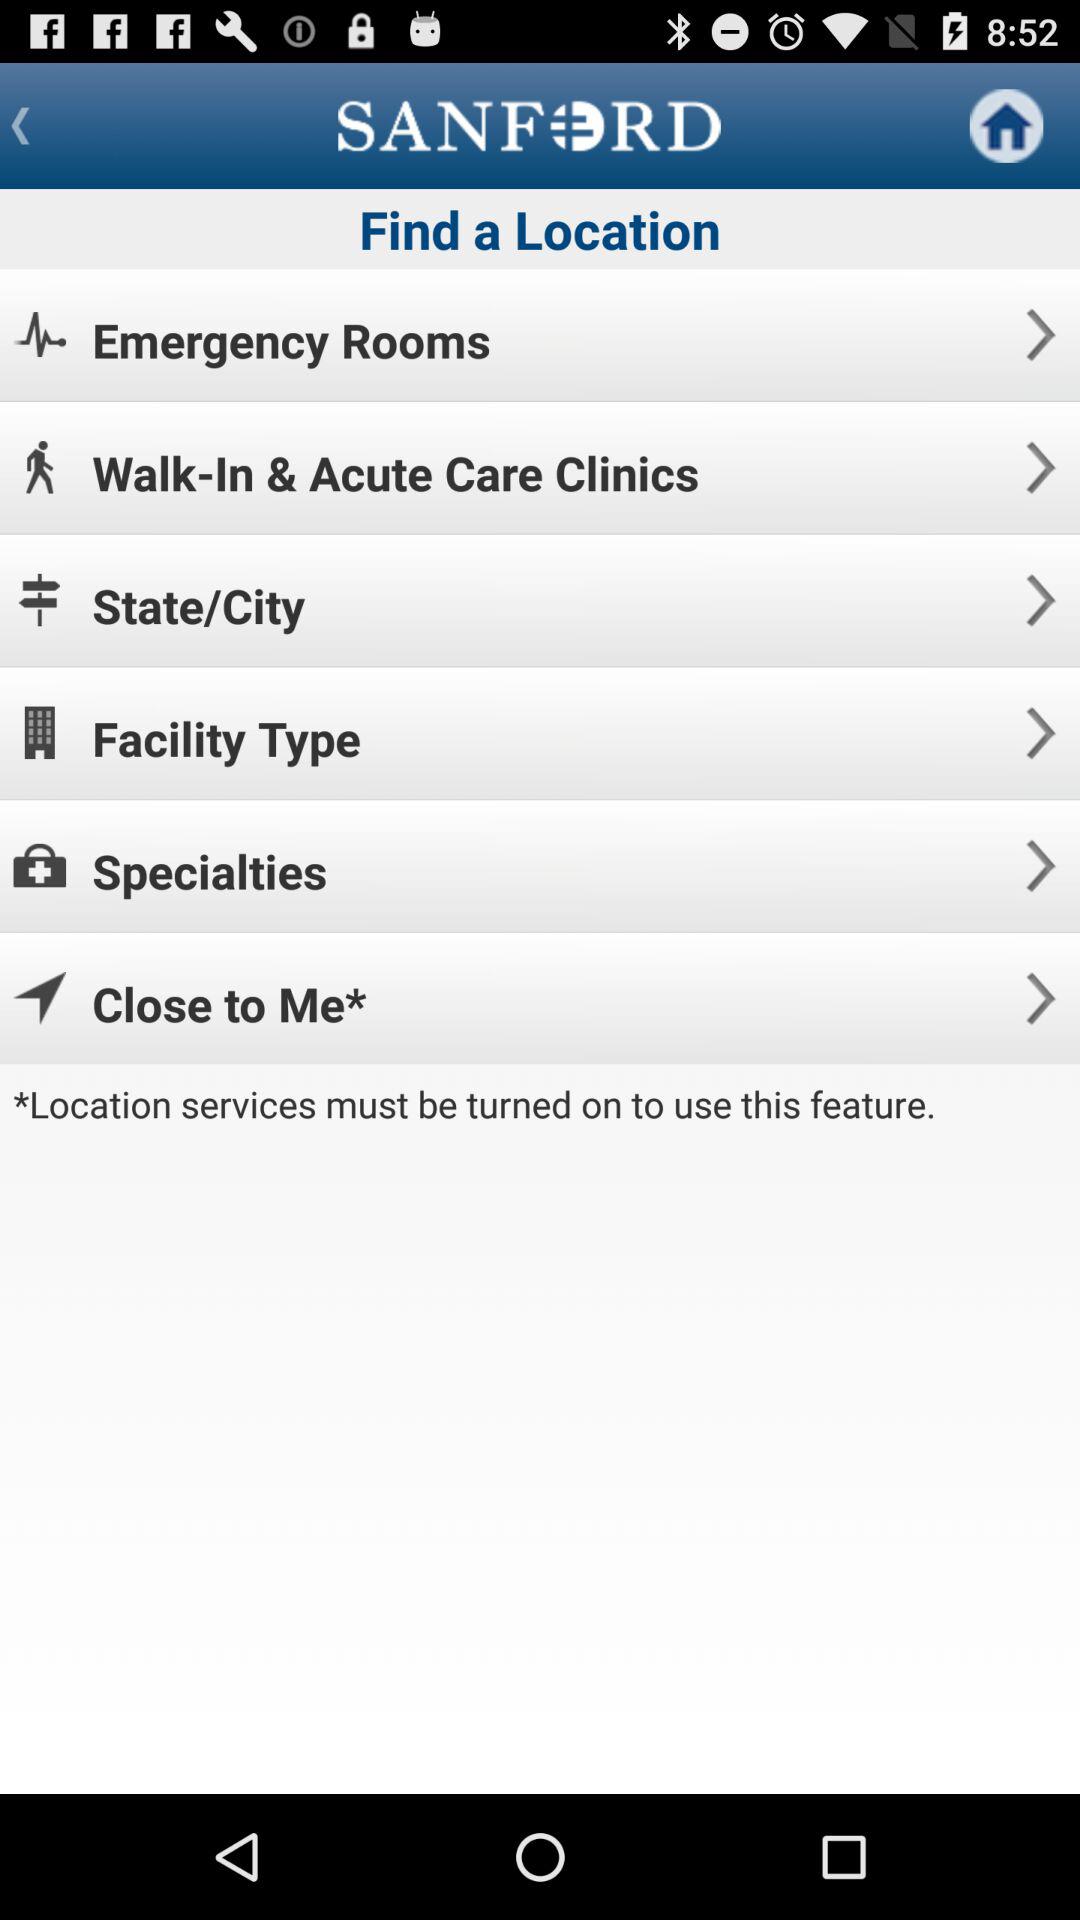 8:52
SANFORD
Find a Location
Emergency Rooms
Walk-In & Acute Care Clinics
State/City
Facility Type
Specialties
Close to Me*
*Location services must be turned on to use this feature.